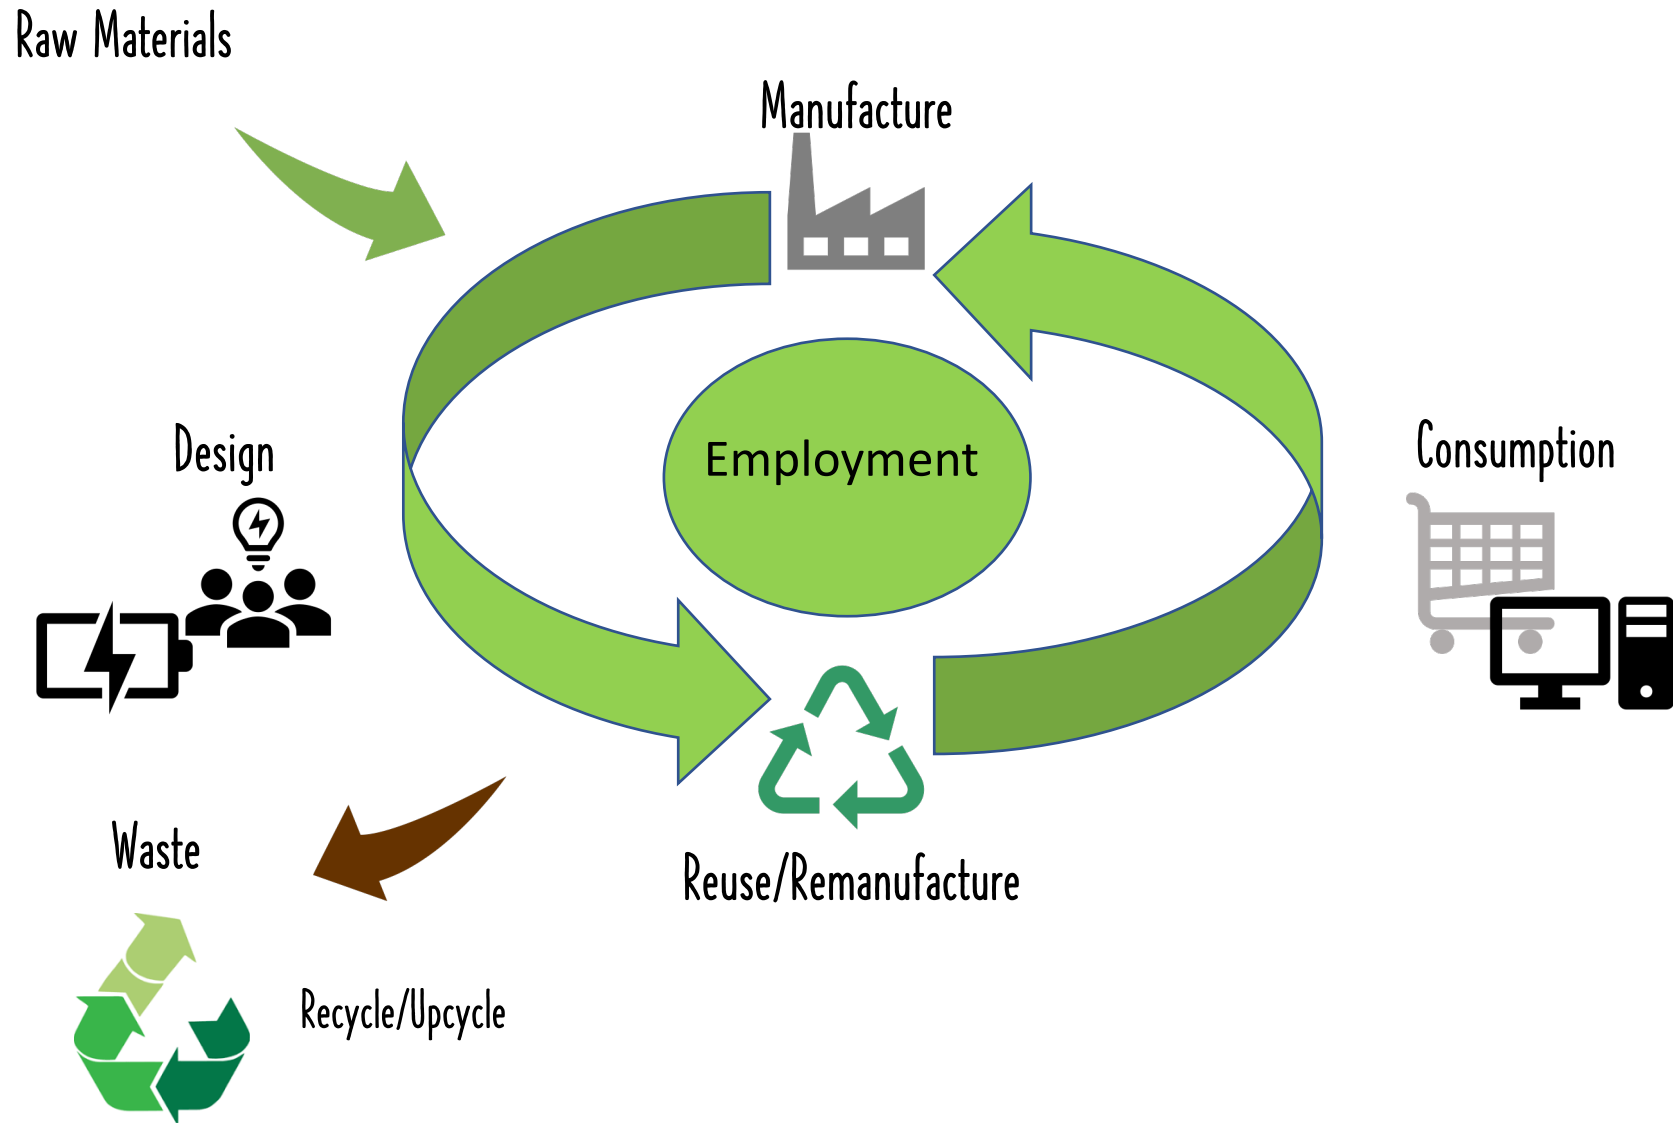 Raw Materials
Manufacture
Design
Employment
Consumption
Waste
Reuse/Remanufacture
Recycle/Upcycle